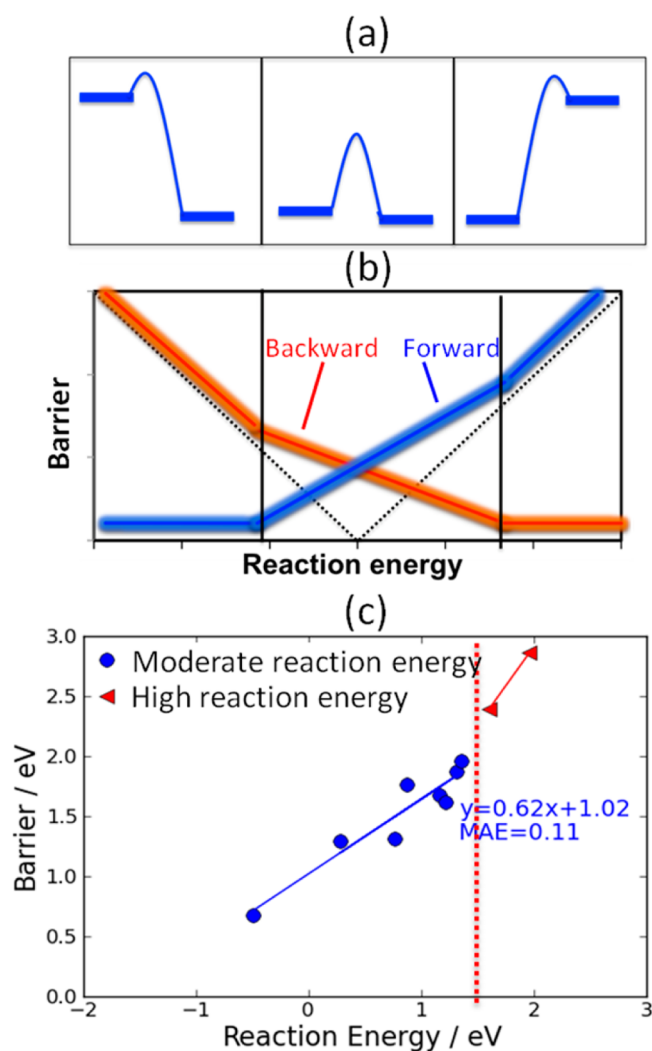 (a)
(b)
Backward Forward
Barrier
Reaction energy
(c)
3.0
Moderate reaction energy
High reaction energy
2.5
2.0
y=0.62x+1.02
MAE=0.11
1.5
1.0
0.5
0.0
Barrier / eV
−2 −1 0 1 2 3
Reaction Energy / eV